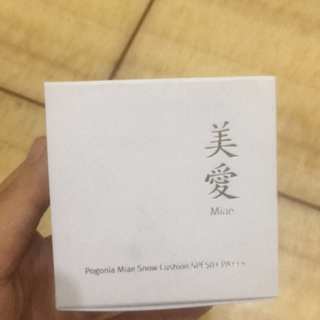 美
愛
Miae
Pogonia Miae Snow Cushion SPF50+ PA+++